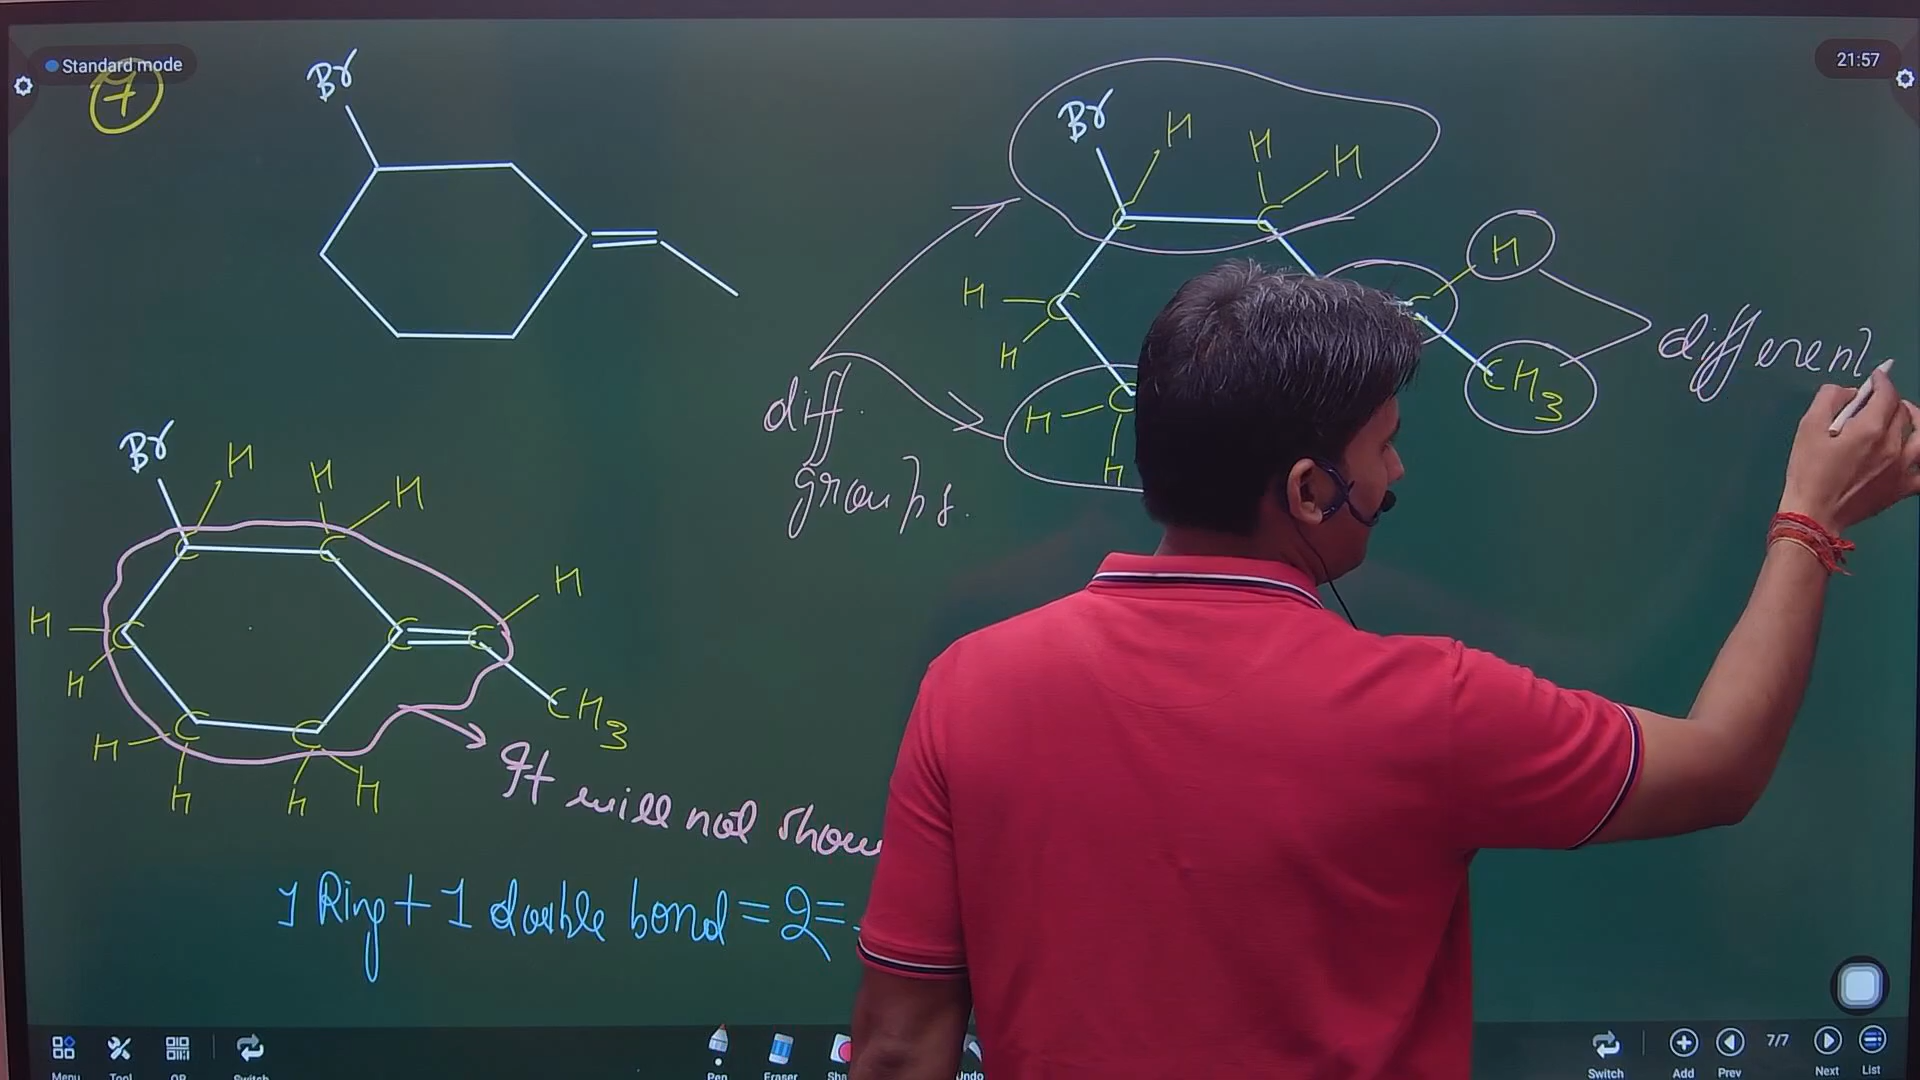 Standard mode
21:57
7
Br
Br
H
H
H
H
H
C
C
C
C
H
H
C
H
CH3
different
diff.
groups.
Br
H
H
H
C
C
H
C
H
C
C
H
H
C
C
H
H
H
CH3
It will not show
1 Ring + 1 double bond = 2 =
Menu
Tool
QR
Switch
Pen
Eraser
Undo
Switch
Add
Prev
7/7
Next
List